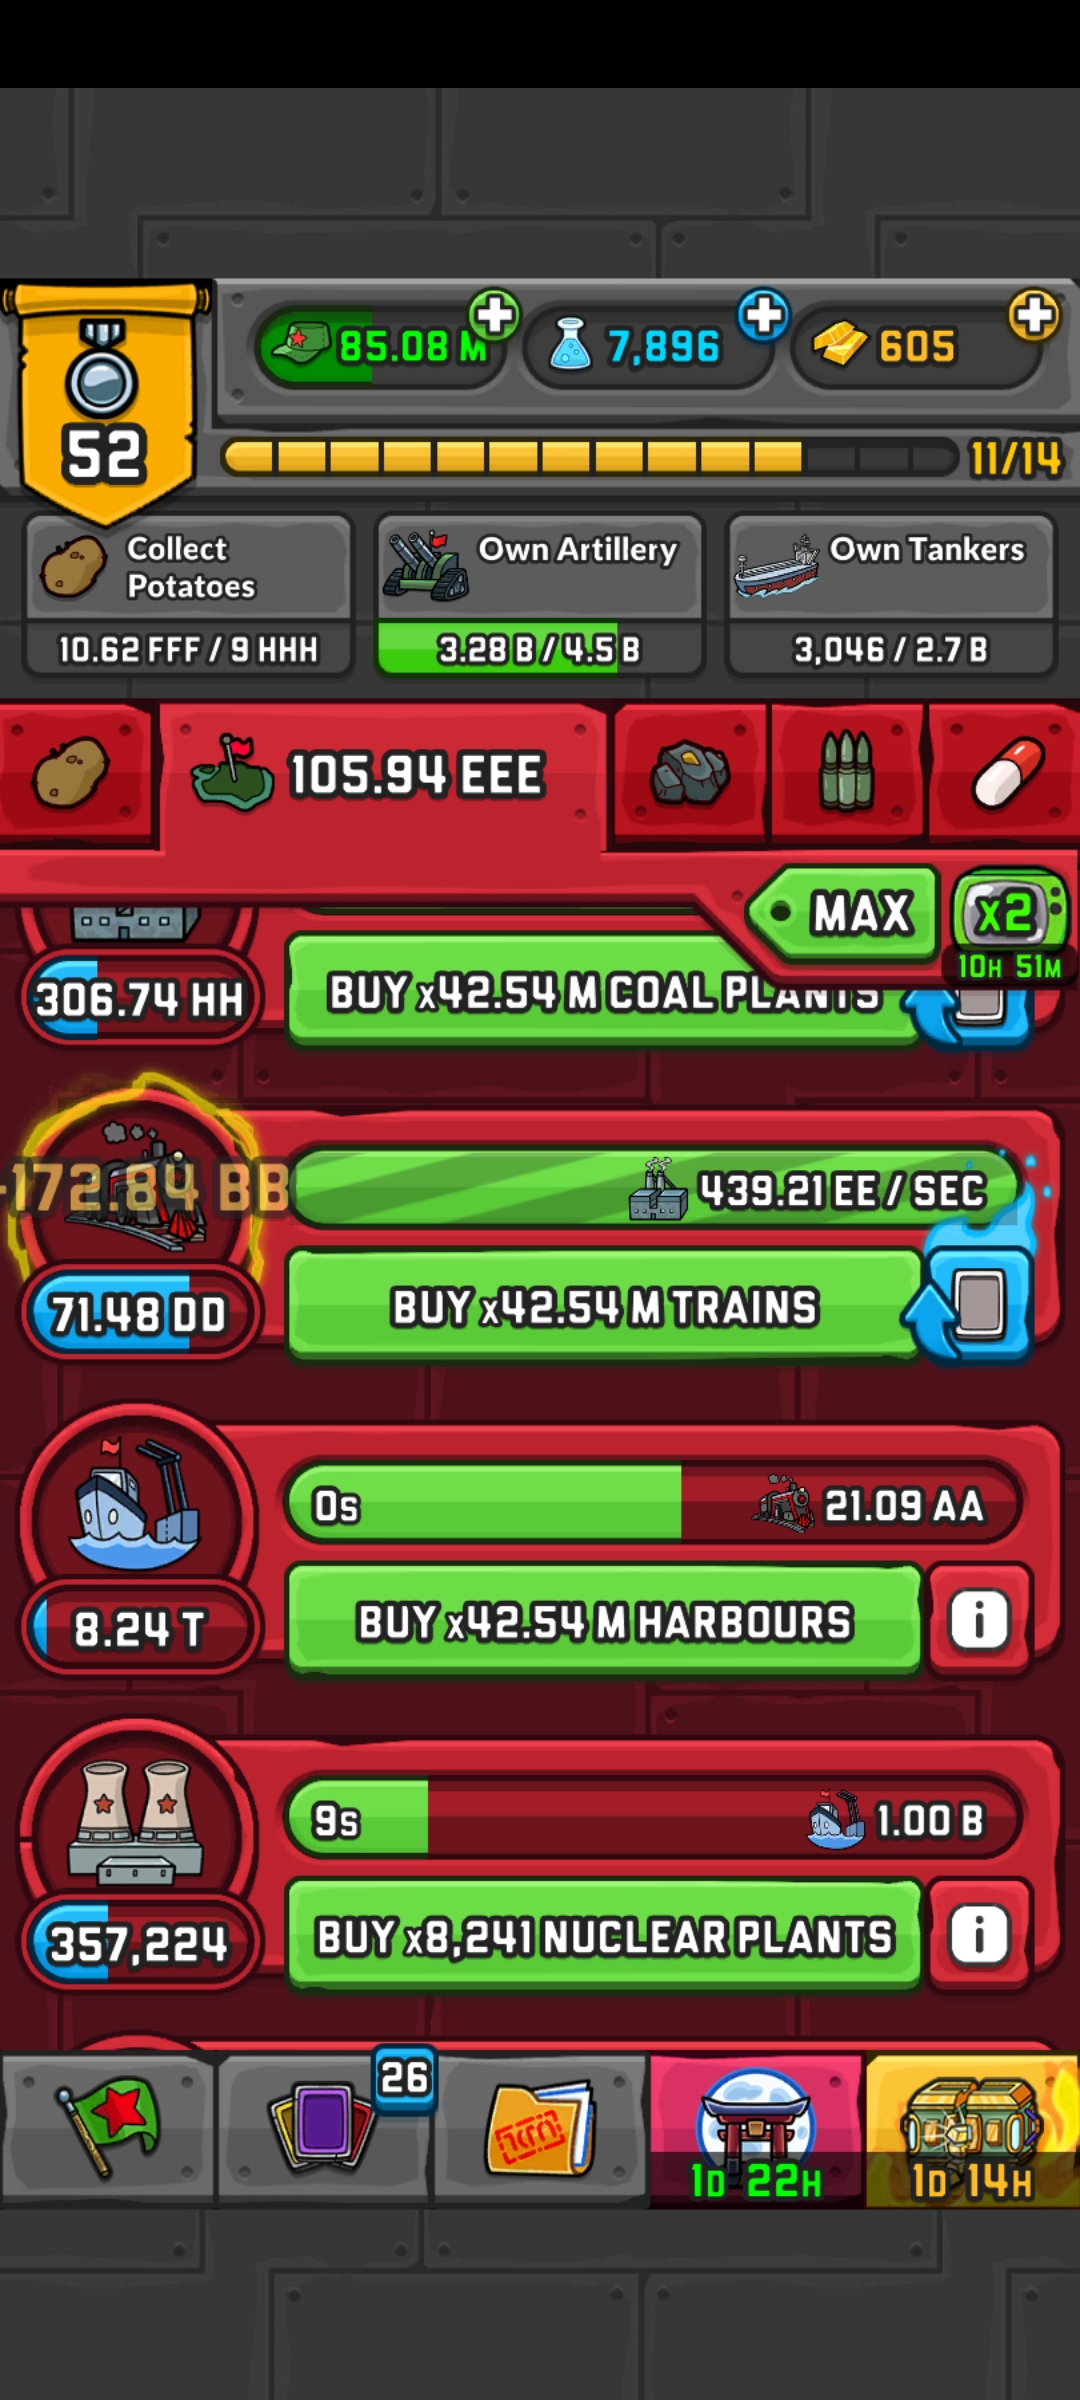 85.08 M
7,896
605
52
11/14
Collect
Potatoes
10.62 FFF / 9 HHH
Own Artillery
3.28 B / 4.5 B
Own Tankers
3,046 / 2.7 B
105.94 EEE
MAX
x2
10H 51M
306.74 HH
BUY x42.54 M COAL PLANTS
-172.84 BB
439.21 EE / SEC
71.48 DD
BUY x42.54 M TRAINS
0s
21.09 AA
8.24 T
BUY x42.54 M HARBOURS
i
9s
1.00 B
357,224
BUY x8,241 NUCLEAR PLANTS
i
26
1D 22H
1D 14H